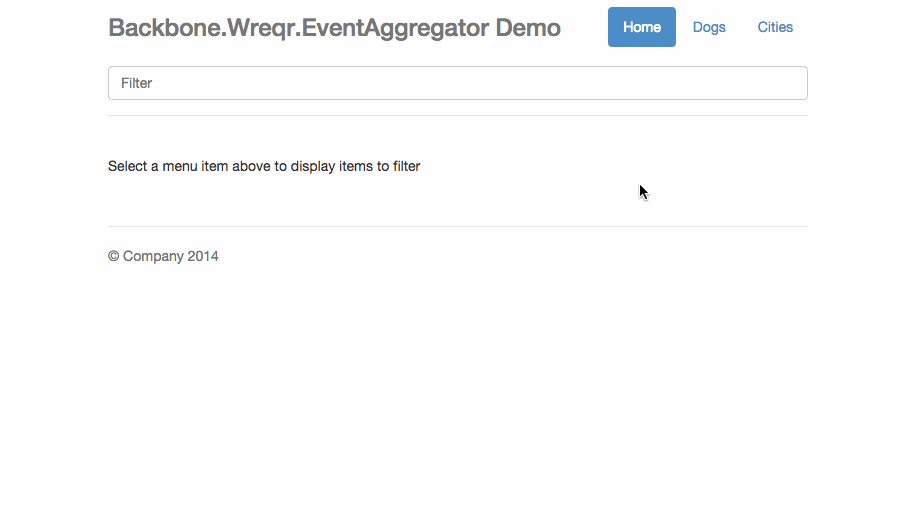 Backbone.Wreqr.EventAggregator Demo
Home Dogs Cities
Filter
Select a menu item above to display items to filter
© Company 2014